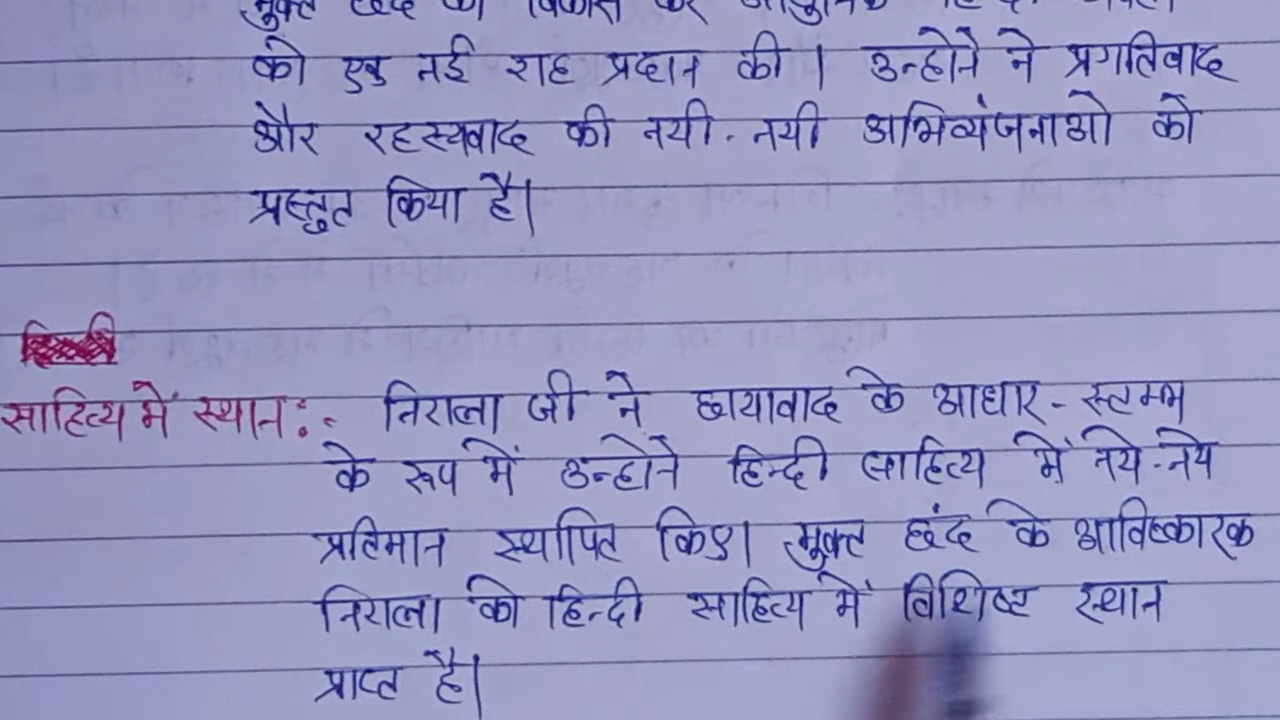 मुक्त छंद का विकास कर
को एक नई राह प्रदान की। उन्होने ने प्रगतिवाद
और रहस्यवाद की नयी-नयी अभिव्यंजनाओ को
प्रस्तुत किया है।
साहित्य में स्थान:- निराला जी ने छायावाद के आधार-स्तम्भ
के रूप में उन्होंने हिन्दी साहित्य में नये-नये
प्रतिमान स्थापित किए। मुक्त छंद के आविष्कारक
निराला को हिन्दी साहित्य में विशिष्ट स्थान
प्राप्त है।